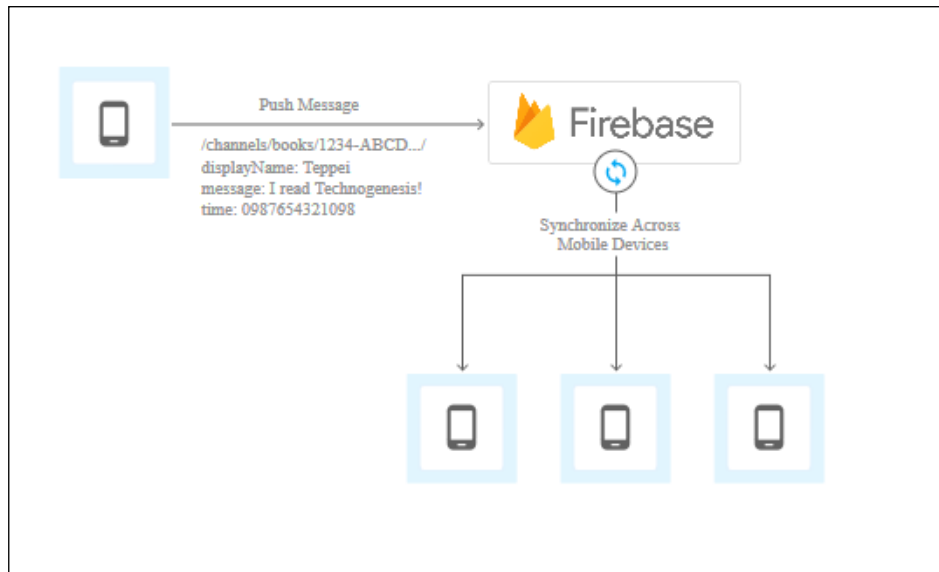 Push Message
Firebase
/channels/books/1234-ABCD.../
displayName: Teppei
message: I read Technogenesis!
time: 0987654321098
Synchronize Across
Mobile Devices